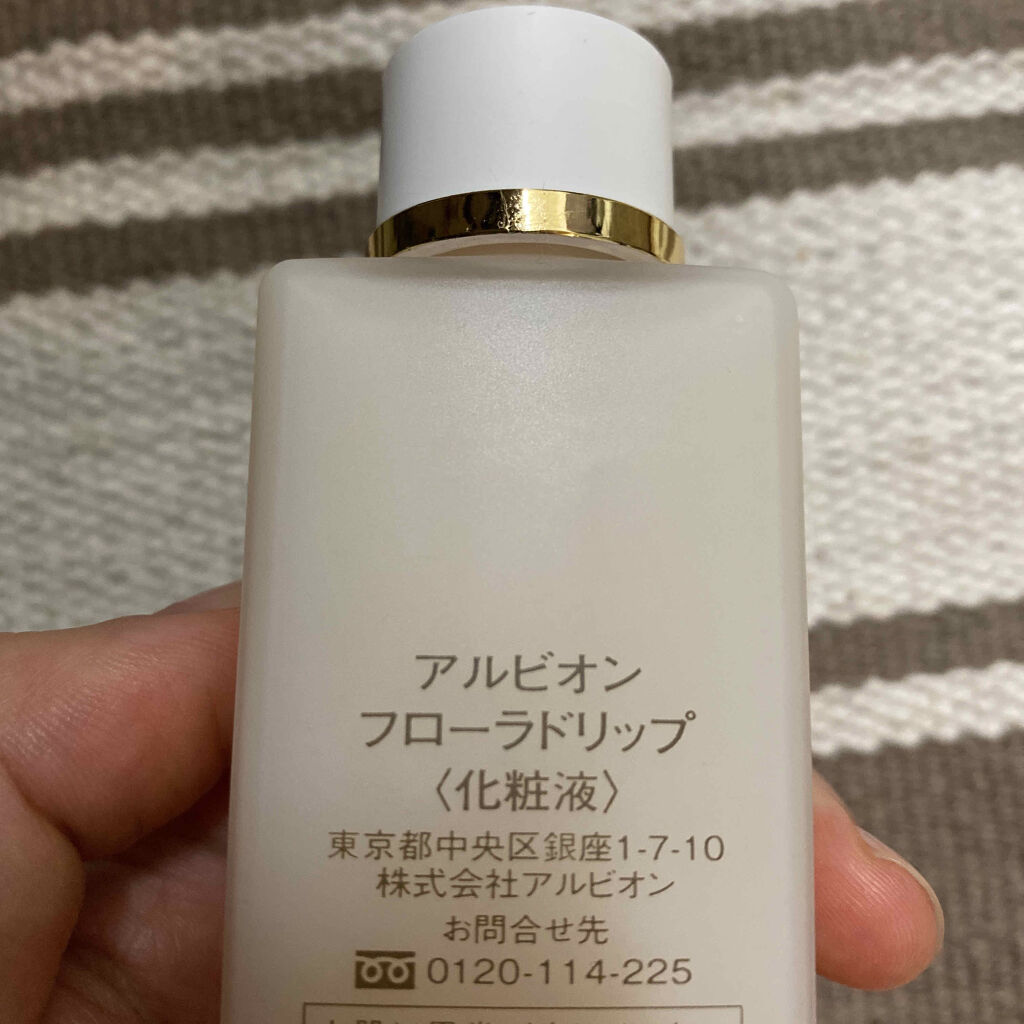 アルビオン
フローラドリップ
〈化粧液〉
東京都中央区銀座1-7-10
株式会社アルビオン
お問合せ先
0120-114-225